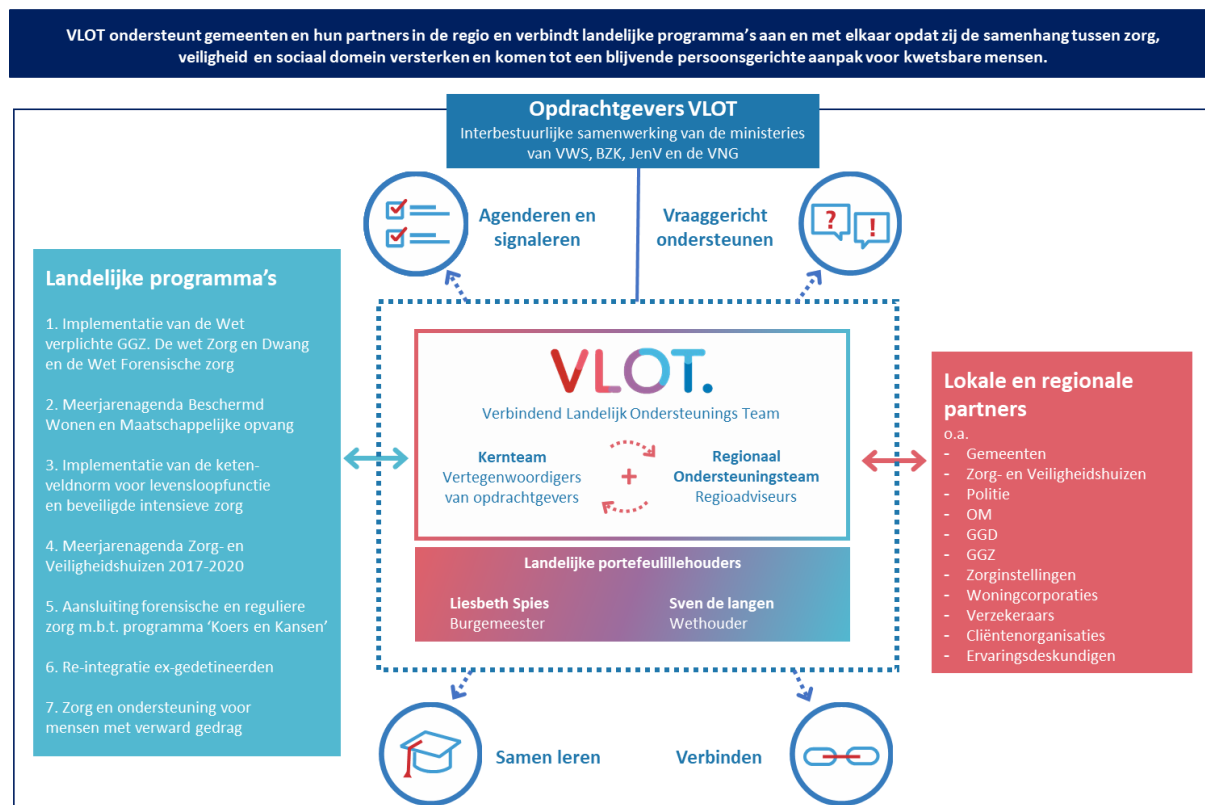 VLOT ondersteunt gemeenten en hun partners in de regio en verbindt landelijke programma's aan en met elkaar opdat zij de samenhang tussen zorg,
veiligheid en sociaal domein versterken en komen tot een blijvende persoonsgerichte aanpak voor kwetsbare mensen.
Opdrachtgevers VLOT
Interbestuurlijke samenwerking van de ministeries
van VWS, BZK, JenV en de VNG
Agenderen en
signaleren
Vraaggericht
ondersteunen
?
!
Landelijke programma's
1. Implementatie van de Wet
verplichte GGZ. De wet Zorg en Dwang
en de Wet Forensische zorg
2. Meerjarenagenda Beschermd
Wonen en Maatschappelijke opvang
3. Implementatie van de keten-
veldnorm voor levensloopfunctie
en beveiligde intensieve zorg
4. Meerjarenagenda Zorg- en
Veiligheidshuizen 2017-2020
5. Aansluiting forensische en reguliere
zorg m.b.t. programma 'Koers en Kansen'
6. Re-integratie ex-gedetineerden
7. Zorg en ondersteuning voor
mensen met verward gedrag
VLOT.
Verbindend Landelijk Ondersteunings Team
Kernteam
Vertegenwoordigers
van opdrachtgevers
+
Regionaal
Ondersteuningsteam
Regioadviseurs
Landelijke portefeulillehouders
Liesbeth Spies
Burgemeester
Sven de langen
Wethouder
Lokale en regionale
partners
o.a.
- Gemeenten
- Zorg- en Veiligheidshuizen
- Politie
- OM
- GGD
- GGZ
- Zorginstellingen
- Woningcorporaties
- Verzekeraars
- Cliëntenorganisaties
- Ervaringsdeskundigen
Samen leren
Verbinden